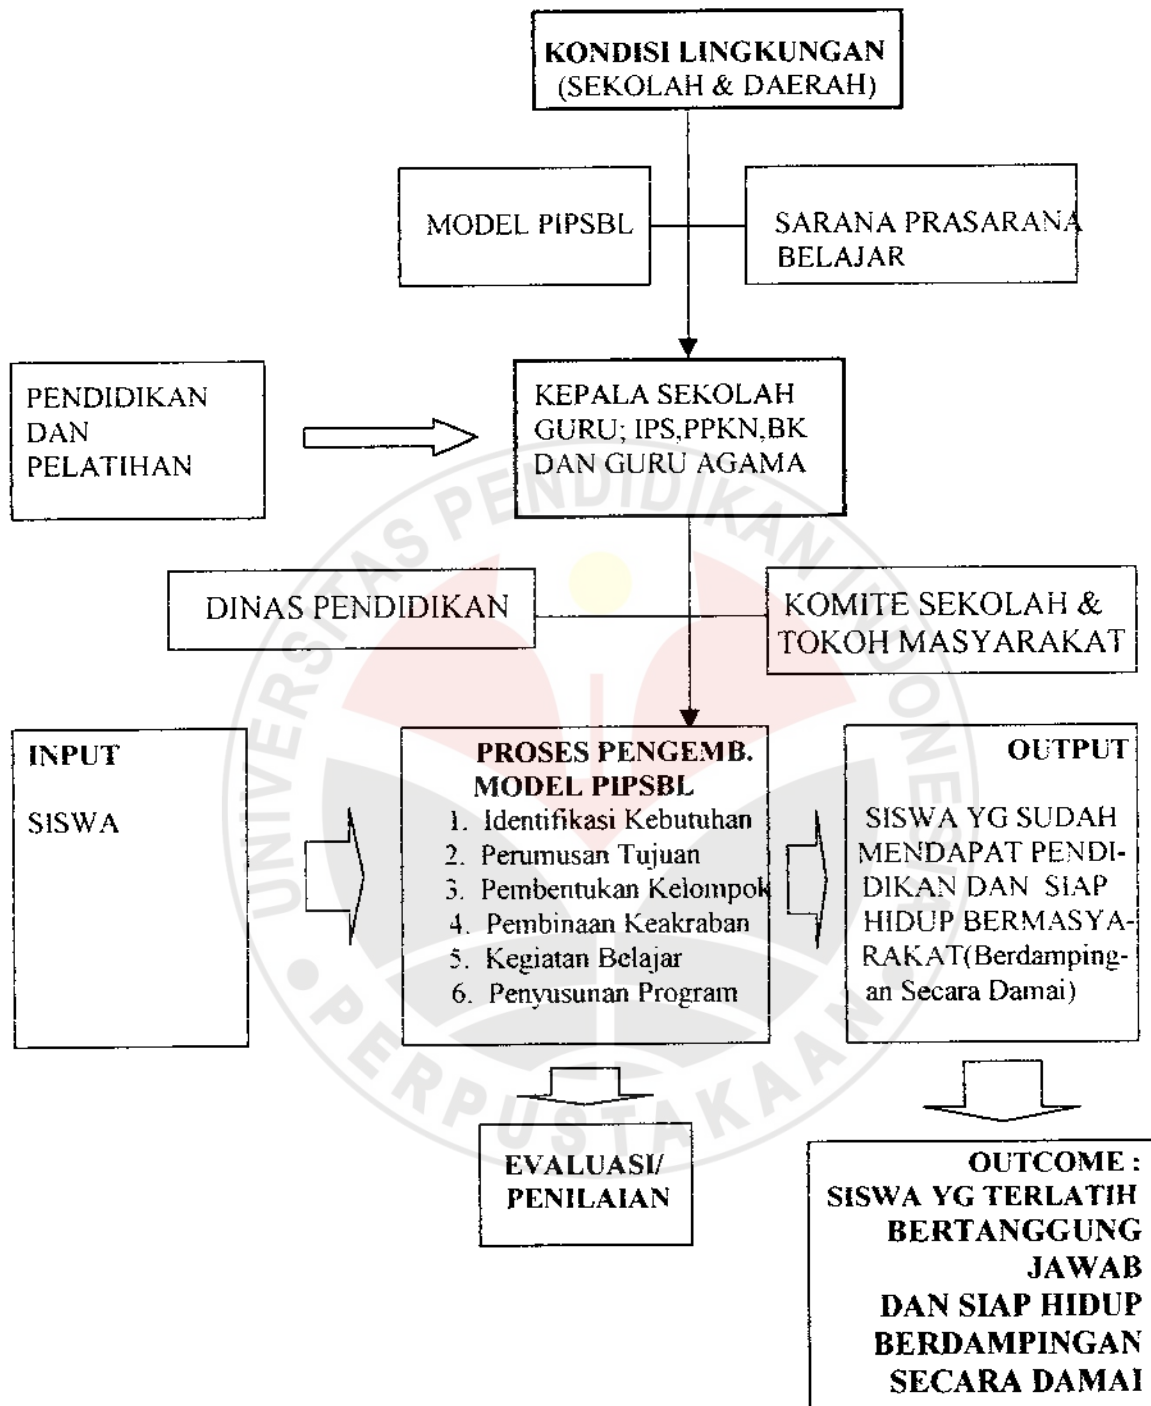 KONDISI LINGKUNGAN
(SEKOLAH & DAERAH)
MODEL PIPSBL
SARANA PRASARANA
BELAJAR
PENDIDIKAN
DAN
PELATIHAN
KEPALA SEKOLAH
GURU; IPS,PPKN,BK
DAN GURU AGAMA
DINAS PENDIDIKAN
KOMITE SEKOLAH &
TOKOH MASYARAKAT
INPUT
SISWA
PROSES PENGEMB.
MODEL PIPSBL
1. Identifikasi Kebutuhan
2. Perumusan Tujuan
3. Pembentukan Kelompok
4. Pembinaan Keakraban
5. Kegiatan Belajar
6. Penyusunan Program
OUTPUT
SISWA YG SUDAH
MENDAPAT PENDI-
DIKAN DAN SIAP
HIDUP BERMASYA-
RAKAT(Berdamping-
an Secara Damai)
EVALUASI/
PENILAIAN
OUTCOME :
SISWA YG TERLATIH
BERTANGGUNG
JAWAB
DAN SIAP HIDUP
BERDAMPINGAN
SECARA DAMAI
UNIVERSITAS PENDIDIKAN INDONESIA
PERPUSTAKAAN